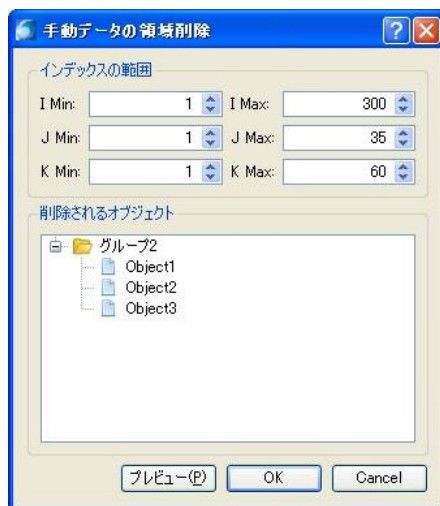 手動データの領域削除
インデックスの範囲
I Min: 1 I Max: 300
J Min: 1 J Max: 35
K Min: 1 K Max: 60
削除されるオブジェクト
グループ2
Object1
Object2
Object3
プレビュー(P) OK Cancel